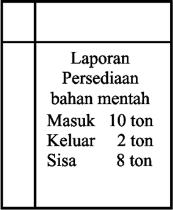 Laporan
Persediaan
bahan mentah
Masuk 10 ton
Keluar 2 ton
Sisa 8 ton